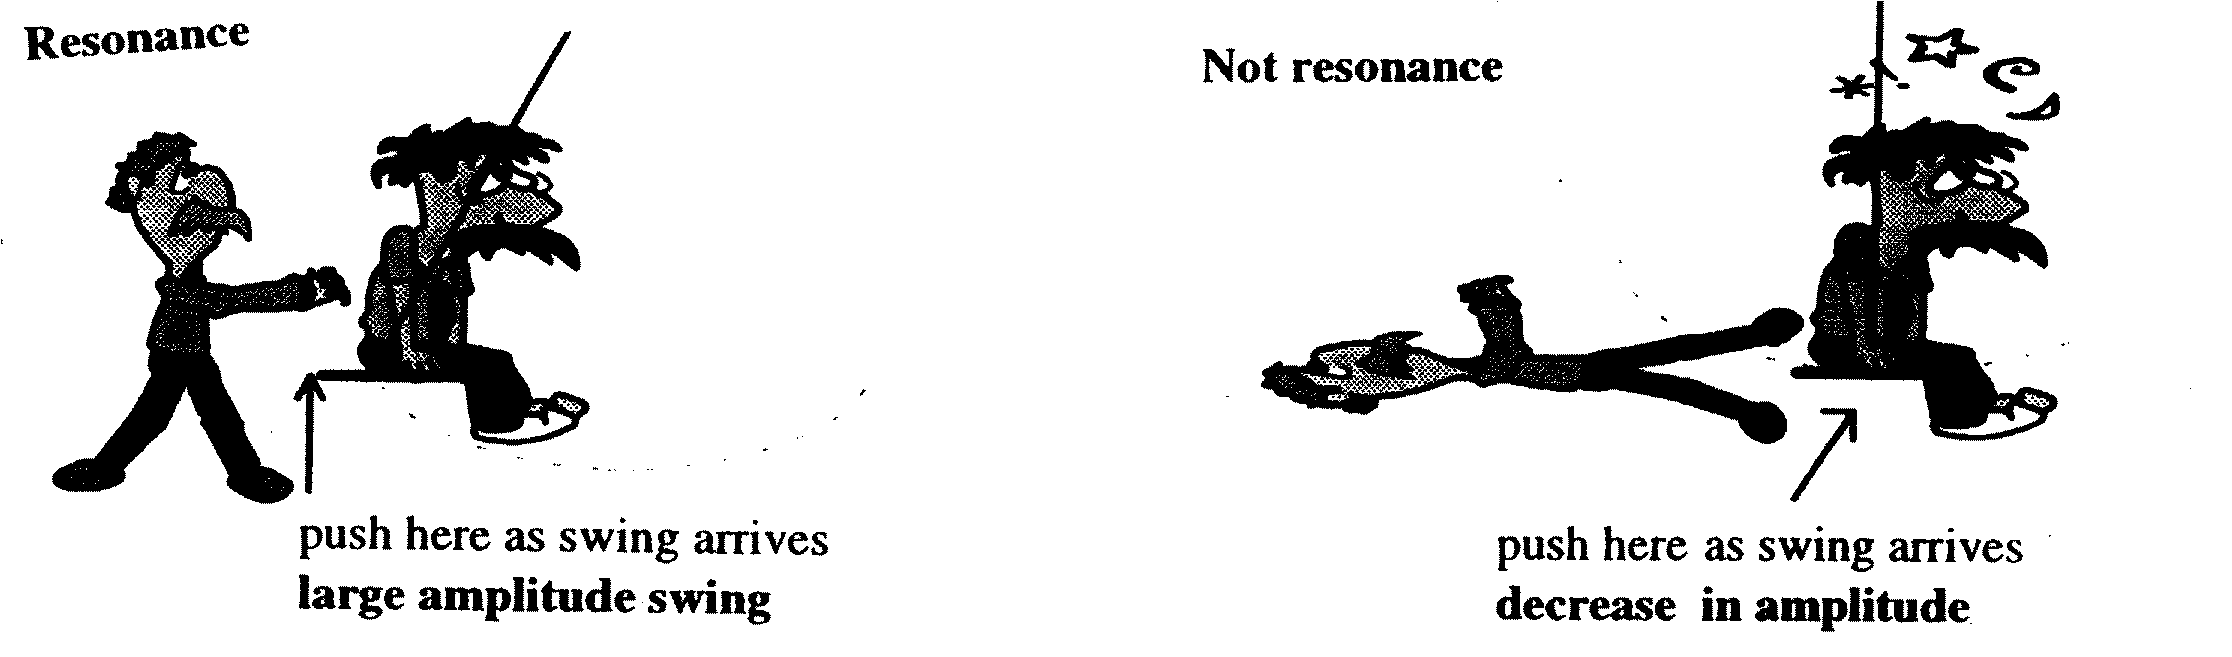 Resonance
push here as swing arrives
large amplitude swing
Not resonance
push here as swing arrives
decrease in amplitude